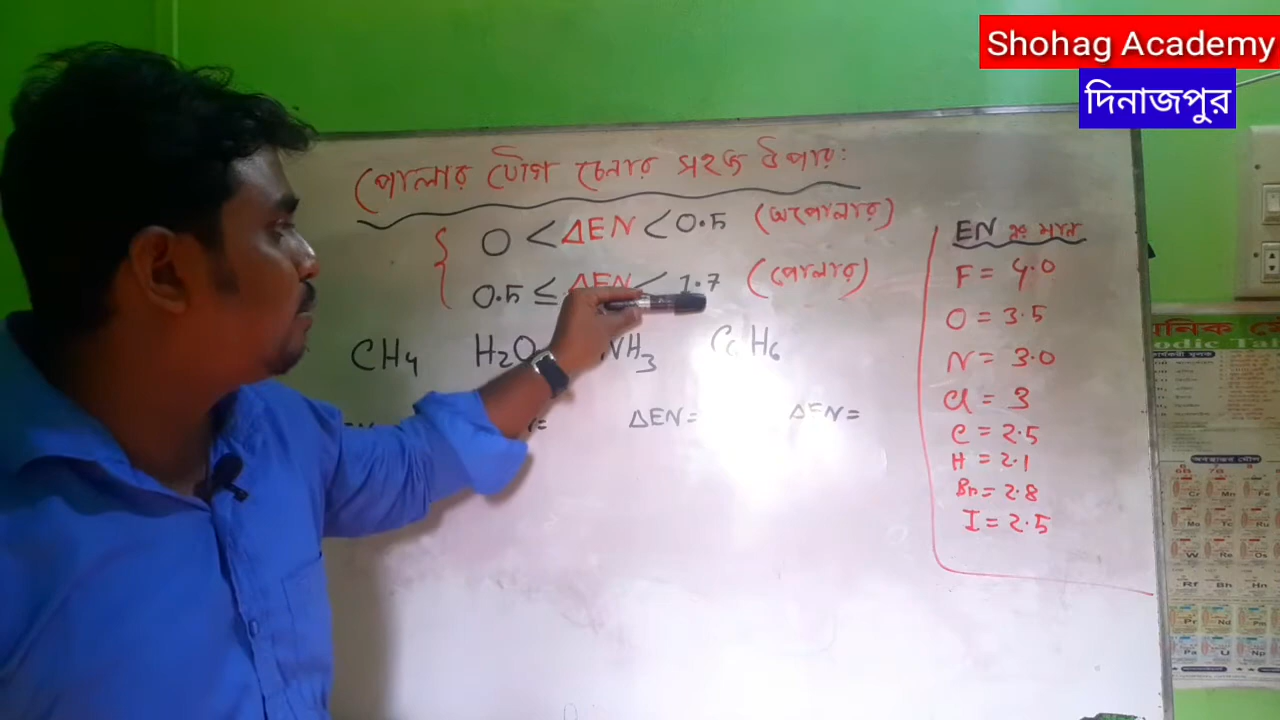 Shohag Academy
দিনাজপুর
পোলার যৌগ চেনার সহজ উপায়:
0 < ΔEN < 0.5 (অপোলার)
0.5 ≤ ΔEN < 1.7 (পোলার)
CH4 H2O NH3 C6H6
ΔEN= ΔEN=
EN এর মান
F = 4.0
O = 3.5
N = 3.0
Cl = 3
C = 2.5
H = 2.1
Br = 2.8
I = 2.5